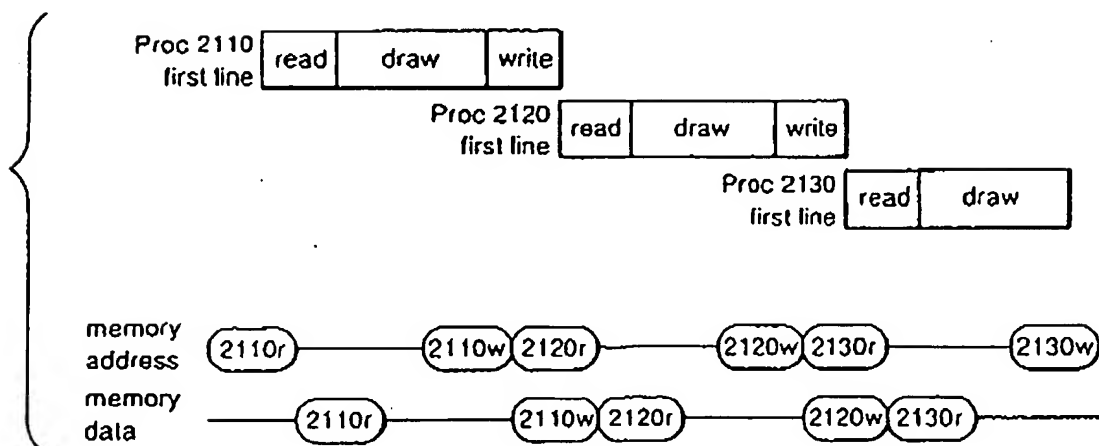 Proc 2110 read draw write
first line
Proc 2120 read draw write
first line
Proc 2130 read draw
first line
memory
address
2110r 2110w 2120r 2120w 2130r 2130w
memory
data
2110r 2110w 2120r 2120w 2130r